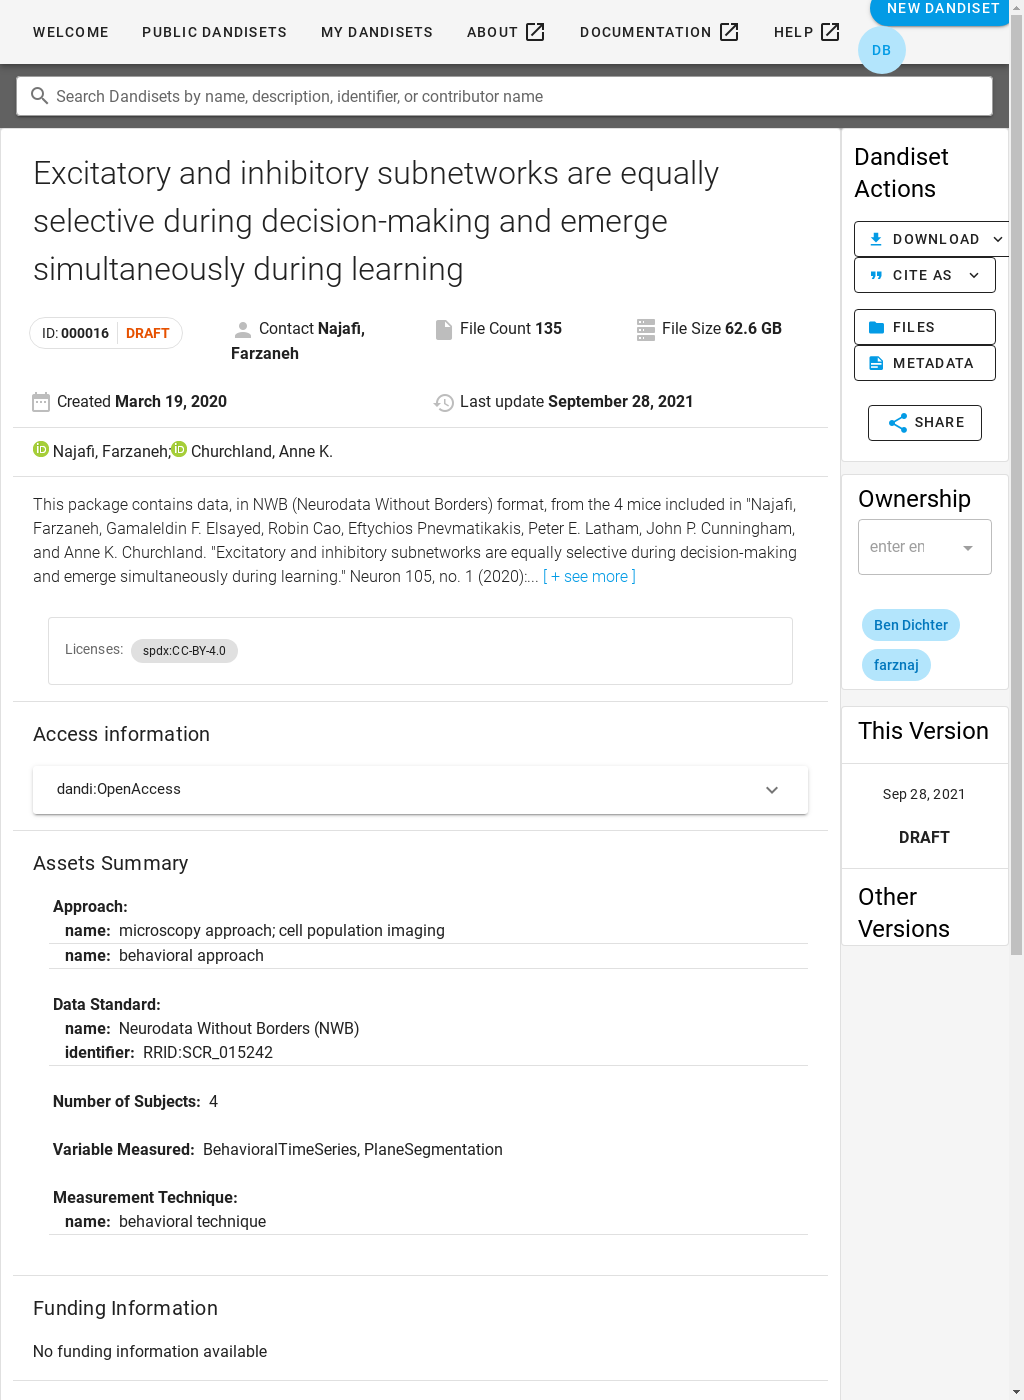 WELCOME PUBLIC DANDISETS MY DANDISETS ABOUT DOCUMENTATION HELP NEW DANDISET
DB
Search Dandisets by name, description, identifier, or contributor name
Excitatory and inhibitory subnetworks are equally
selective during decision-making and emerge
simultaneously during learning
ID: 000016 DRAFT
Contact Najafi,
Farzaneh
File Count 135
File Size 62.6 GB
Created March 19, 2020
Last update September 28, 2021
Najafi, Farzaneh; Churchland, Anne K.
This package contains data, in NWB (Neurodata Without Borders) format, from the 4 mice included in "Najafi,
Farzaneh, Gamaleldin F. Elsayed, Robin Cao, Eftychios Pnevmatikakis, Peter E. Latham, John P. Cunningham,
and Anne K. Churchland. "Excitatory and inhibitory subnetworks are equally selective during decision-making
and emerge simultaneously during learning." Neuron 105, no. 1 (2020):... [ + see more ]
Licenses: spdx:CC-BY-4.0
Access information
dandi:OpenAccess
Assets Summary
Approach:
name: microscopy approach; cell population imaging
name: behavioral approach
Data Standard:
name: Neurodata Without Borders (NWB)
identifier: RRID:SCR_015242
Number of Subjects: 4
Variable Measured: BehavioralTimeSeries, PlaneSegmentation
Measurement Technique:
name: behavioral technique
Funding Information
No funding information available
Dandiset
Actions
DOWNLOAD
CITE AS
FILES
METADATA
SHARE
Ownership
enter em
Ben Dichter
farznaj
This Version
Sep 28, 2021
DRAFT
Other
Versions